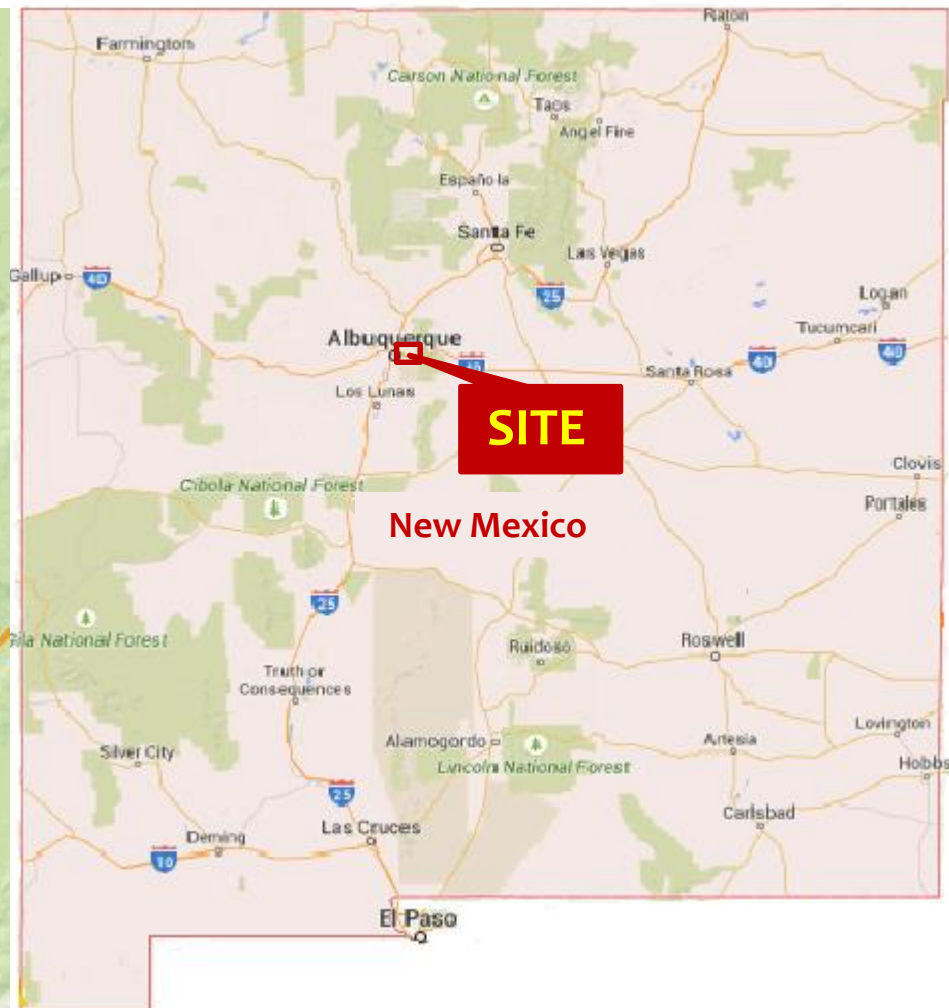 Raton
Farmington
Carson National Forest
Taos
Angel Fire
Española
Santa Fe
Las Vegas
Gallup
40
25
Logan
Tucumcari
Albuquerque
40
40
40
Santa Rosa
Los Lunas
SITE
Clovis
Cibola National Forest
Portales
New Mexico
25
Gila National Forest
Ruidoso
Roswell
Truth or
Consequences
Lovington
Alamogordo
Artesia
Silver City
Lincoln National Forest
Hobbs
25
Carlsbad
Las Cruces
Deming
10
El Paso